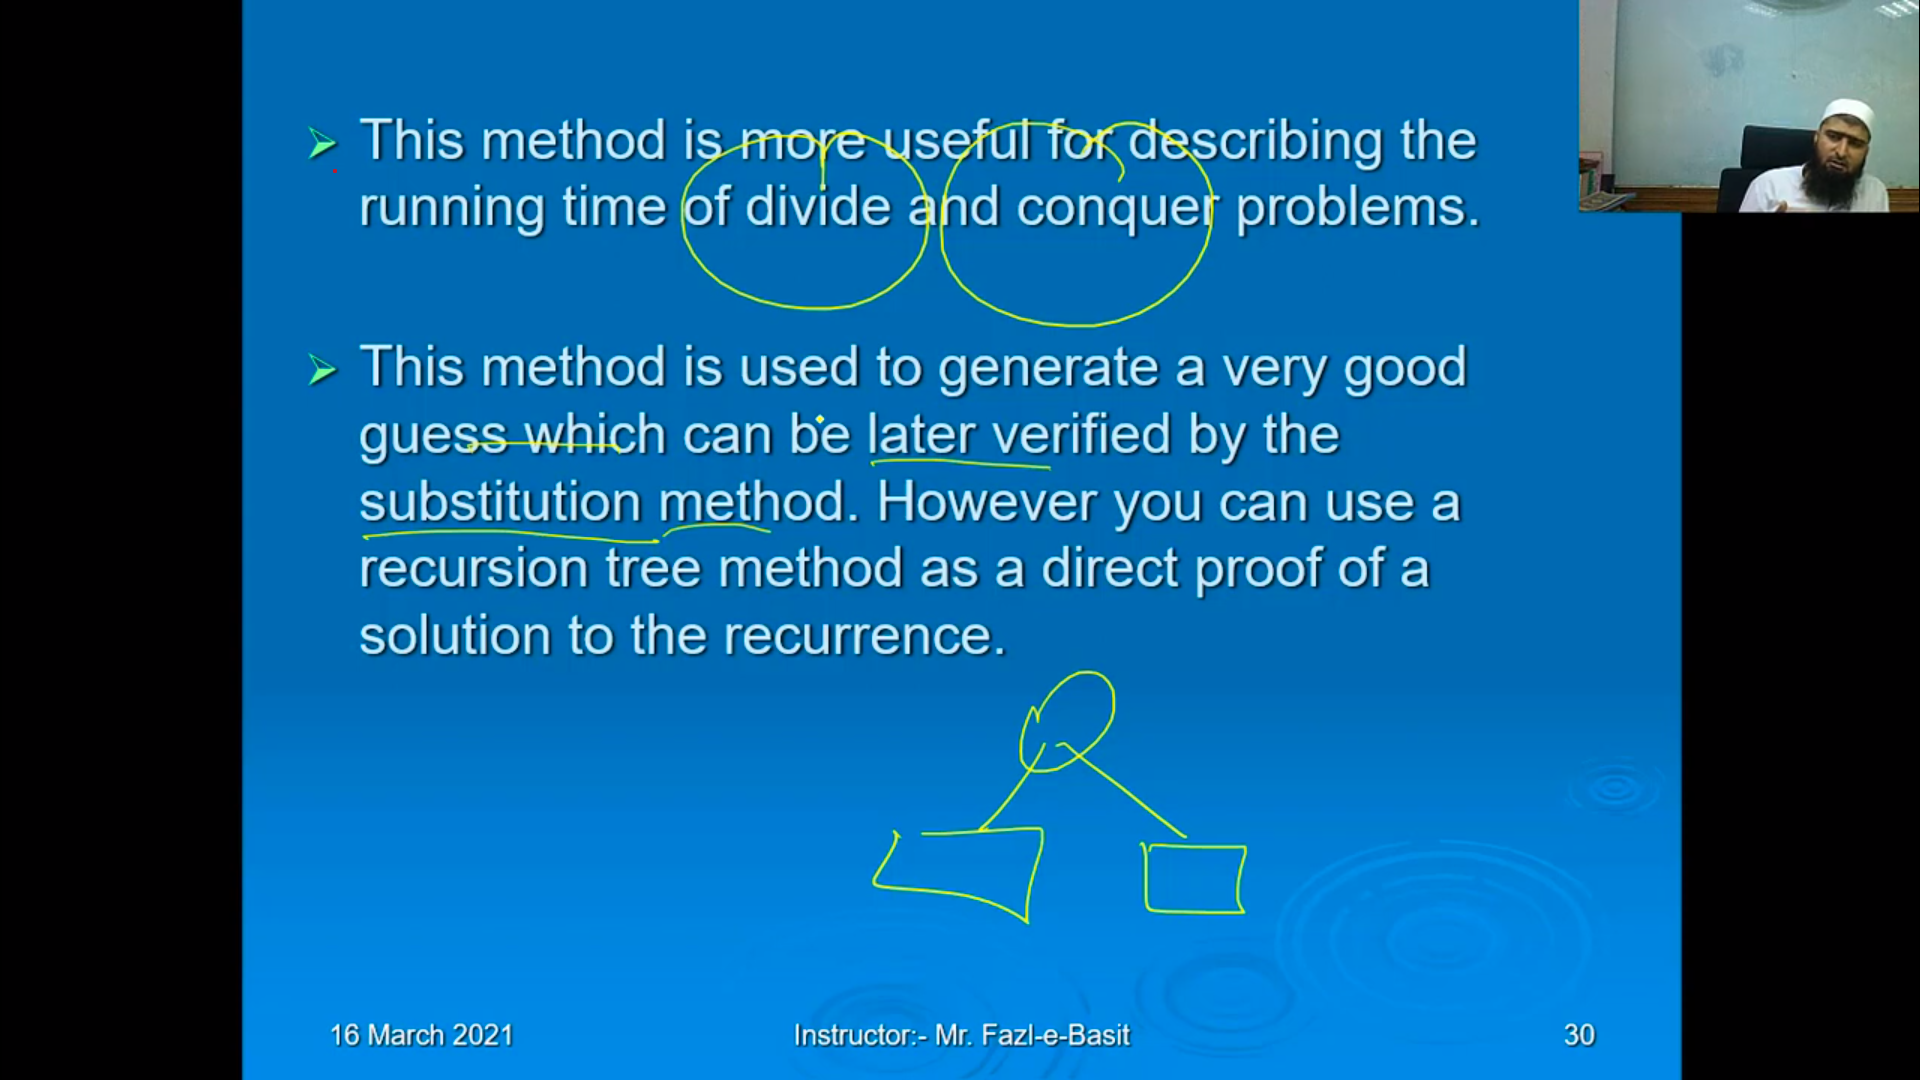 This method is more useful for describing the
running time of divide and conquer problems.
This method is used to generate a very good
guess which can be later verified by the
substitution method. However you can use a
recursion tree method as a direct proof of a
solution to the recurrence.
16 March 2021 Instructor:- Mr. Fazl-e-Basit 30